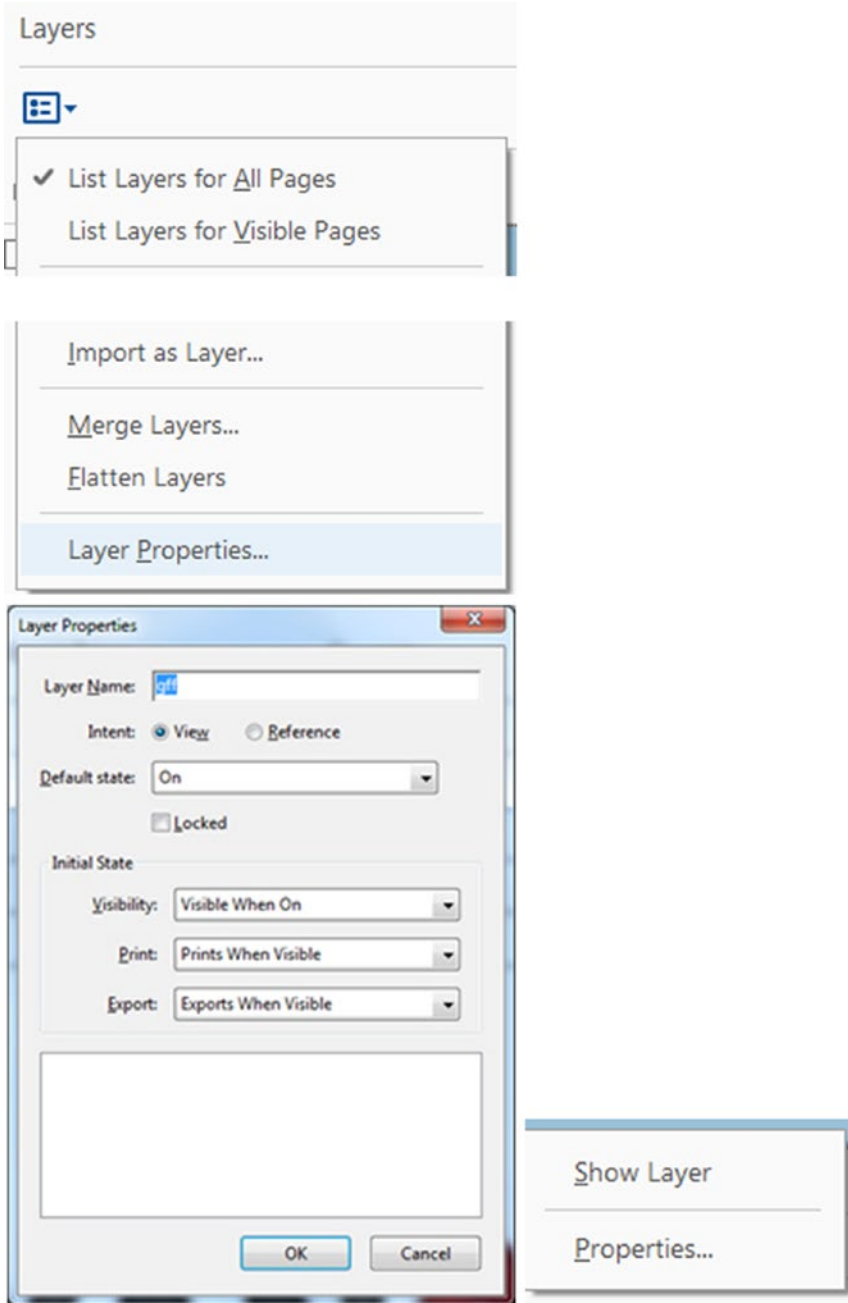 Layers
List Layers for All Pages
List Layers for Visible Pages
Import as Layer...
Merge Layers...
Flatten Layers
Layer Properties...
Layer Properties
Layer Name: gff
Intent: View Reference
Default state: On
Locked
Initial State
Visibility: Visible When On
Print: Prints When Visible
Export: Exports When Visible
OK Cancel
Show Layer
Properties...